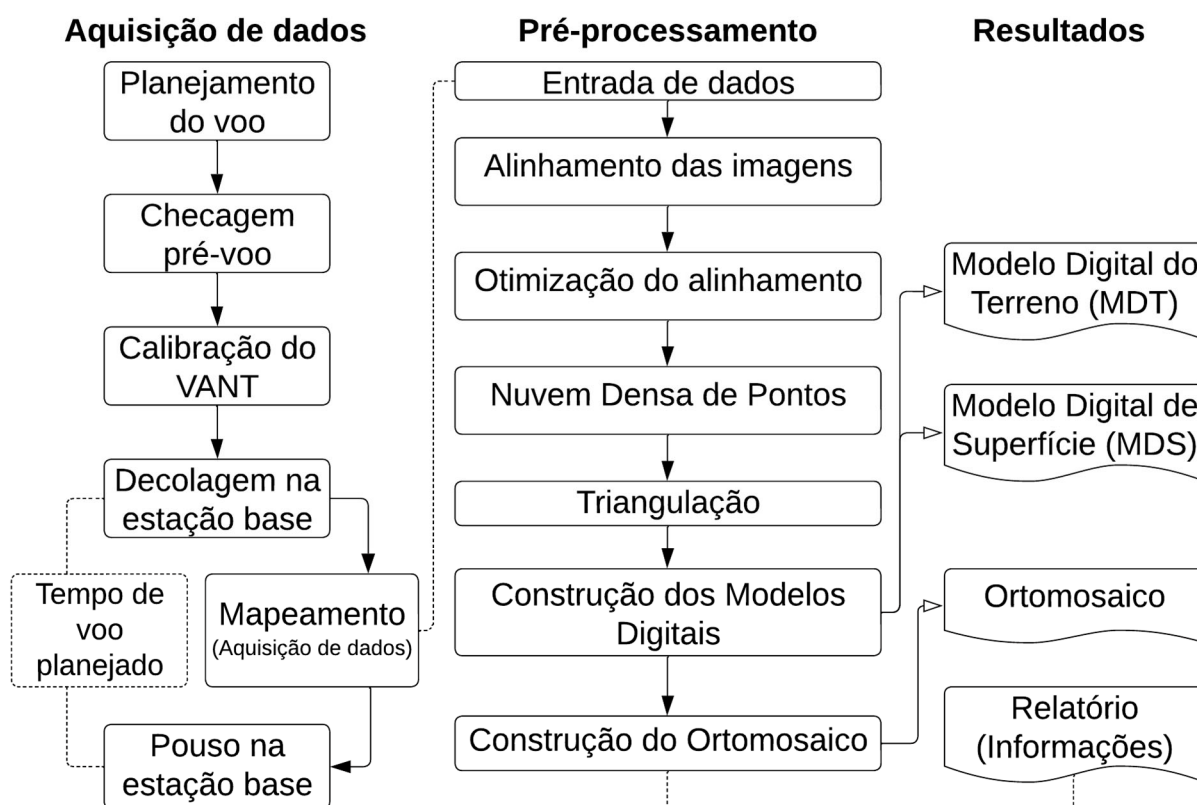 Aquisição de dados
Planejamento
do voo
Checagem
pré-voo
Calibração do
VANT
Decolagem na
estação base
Tempo de
voo
planejado
Mapeamento
(Aquisição de dados)
Pouso na
estação base
Pré-processamento
Entrada de dados
Alinhamento das imagens
Otimização do alinhamento
Nuvem Densa de Pontos
Triangulação
Construção dos Modelos
Digitais
Construção do Ortomosaico
Resultados
Modelo Digital do
Terreno (MDT)
Modelo Digital de
Superfície (MDS)
Ortomosaico
Relatório
(Informações)